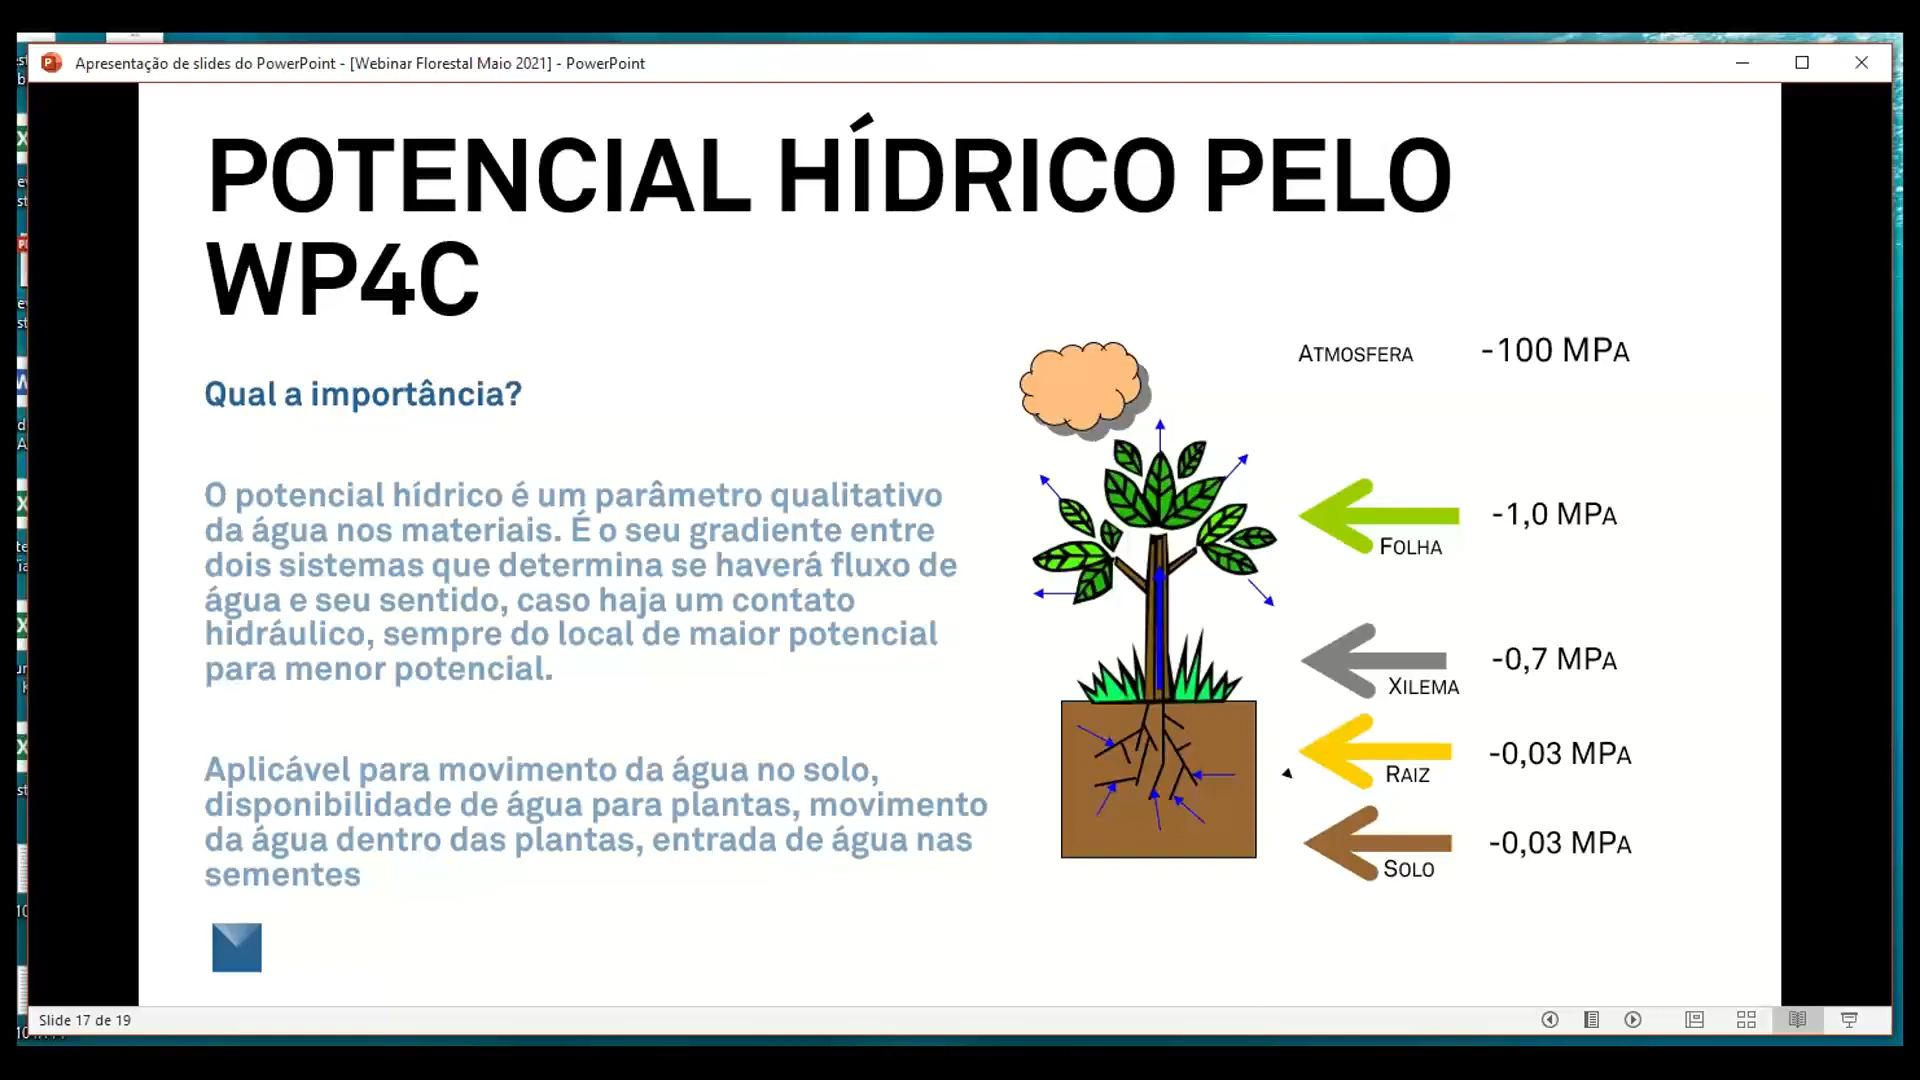 Apresentação de slides do PowerPoint - [Webinar Florestal Maio 2021] - PowerPoint
POTENCIAL HÍDRICO PELO
WP4C
Qual a importância?
O potencial hídrico é um parâmetro qualitativo
da água nos materiais. É o seu gradiente entre
dois sistemas que determina se haverá fluxo de
água e seu sentido, caso haja um contato
hidráulico, sempre do local de maior potencial
para menor potencial.
Aplicável para movimento da água no solo,
disponibilidade de água para plantas, movimento
da água dentro das plantas, entrada de água nas
sementes
ATMOSFERA -100 MPA
-1,0 MPA
FOLHA
-0,7 MPA
XILEMA
-0,03 MPA
RAIZ
-0,03 MPA
SOLO
Slide 17 de 19